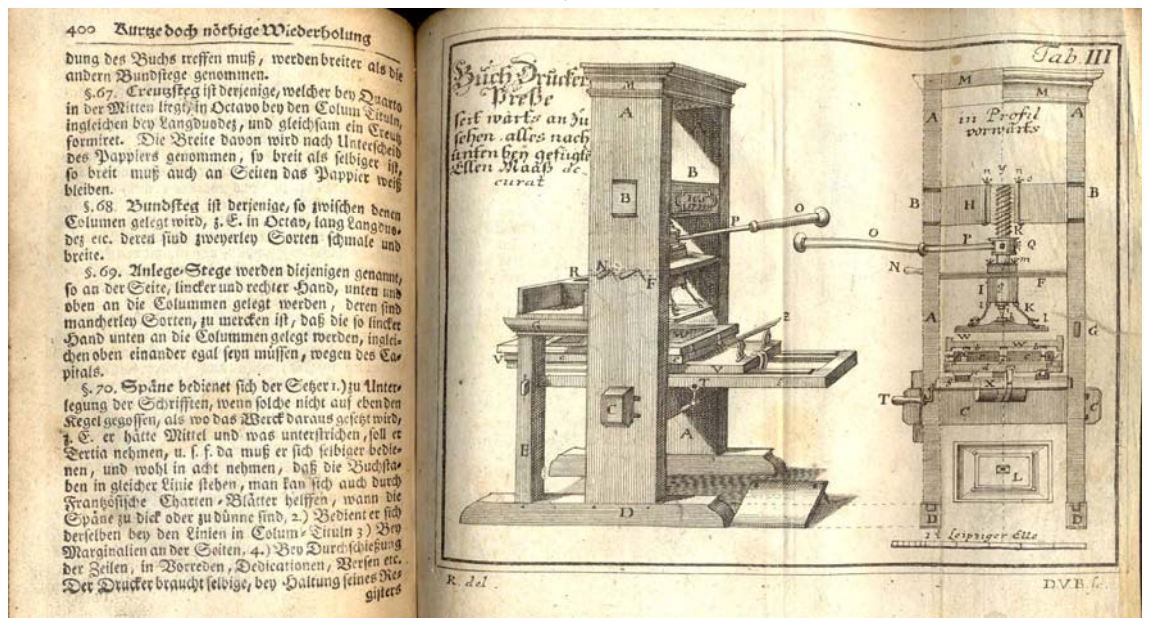 400 Kurtze doch nöthige Wiederholung
dung des Buchs treffen muß, werden breiter als die
andern Bundstege genommen.
§. 67. Creutzsteg ist derjenige, welcher bey Quarto
in der Mitten liegt, in Octavo bey den Colum Tituln,
ingleichen bey Langduodez, und gleichsam ein Creutz
formiret. Die Breite davon wird nach Unterscheid
des Pappiers genommen, so breit als selbiger ist,
so breit muß auch an Seiten das Pappier weiß
bleiben.
§. 68 Bundsteg ist derjenige, so zwischen denen
Columen gelegt wird, z. E. in Octav, lang Langduo-
dez etc. deren sind zweyerley Sorten schmale und
breite.
§. 69. Anlege-Stege werden diejenigen genannt,
so an der Seite, lincker und rechter Hand, unten und
oben an die Colummen gelegt werden, deren sind
mancherley Sorten, zu mercken ist, daß die so lincker
Hand unten an die Colummen gelegt werden, inglei-
chen oben einander egal seyn müssen, wegen des Ca-
pitals.
§. 70. Späne bedienet sich der Setzer 1.) zu Unter-
legung der Schrifften, wenn solche nicht auf ebenden
Kegel gegossen, als wo das Werck daraus gesetzt wird,
z. E. er hätte Mittel und was unterstrichen, soll er
Tertia nehmen, u. s. f. da muß er sich selbiger bedie-
nen, und wohl in acht nehmen, daß die Buchsta-
ben in gleicher Linie stehen, man kan sich auch durch
Frantzösische Charten-Blätter helffen, wann die
Späne zu dick oder zu dünne sind, 2.) Bedient er sich
derselben bey den Linien in Colum-Tituln 3) Bey
Marginalien an der Seiten. 4.) Bey Durchschießung
der Zeilen, in Vorreden, Dedicationen, Versen etc.
Der Drucker braucht selbige, bey Haltung seines Re-
gisters
Tab. III
Buch Drucker
Preße
seit wärts an zu
sehen. alles nach
unten bey gefügte
Ellen Maaß ac-
curat
M
A
B
B
P
O
R
N
F
G
2
V
V
C
T
E
A
D
M
M
in Profil
vorwärts
A
A
n
y
n
o
B
B
H
R
O
P
Q
m
N
F
I
K
1
A
G
W
W
X
T
C
C
L
D
D
1 Leipziger Elle
R. del
D.V.B. sc.